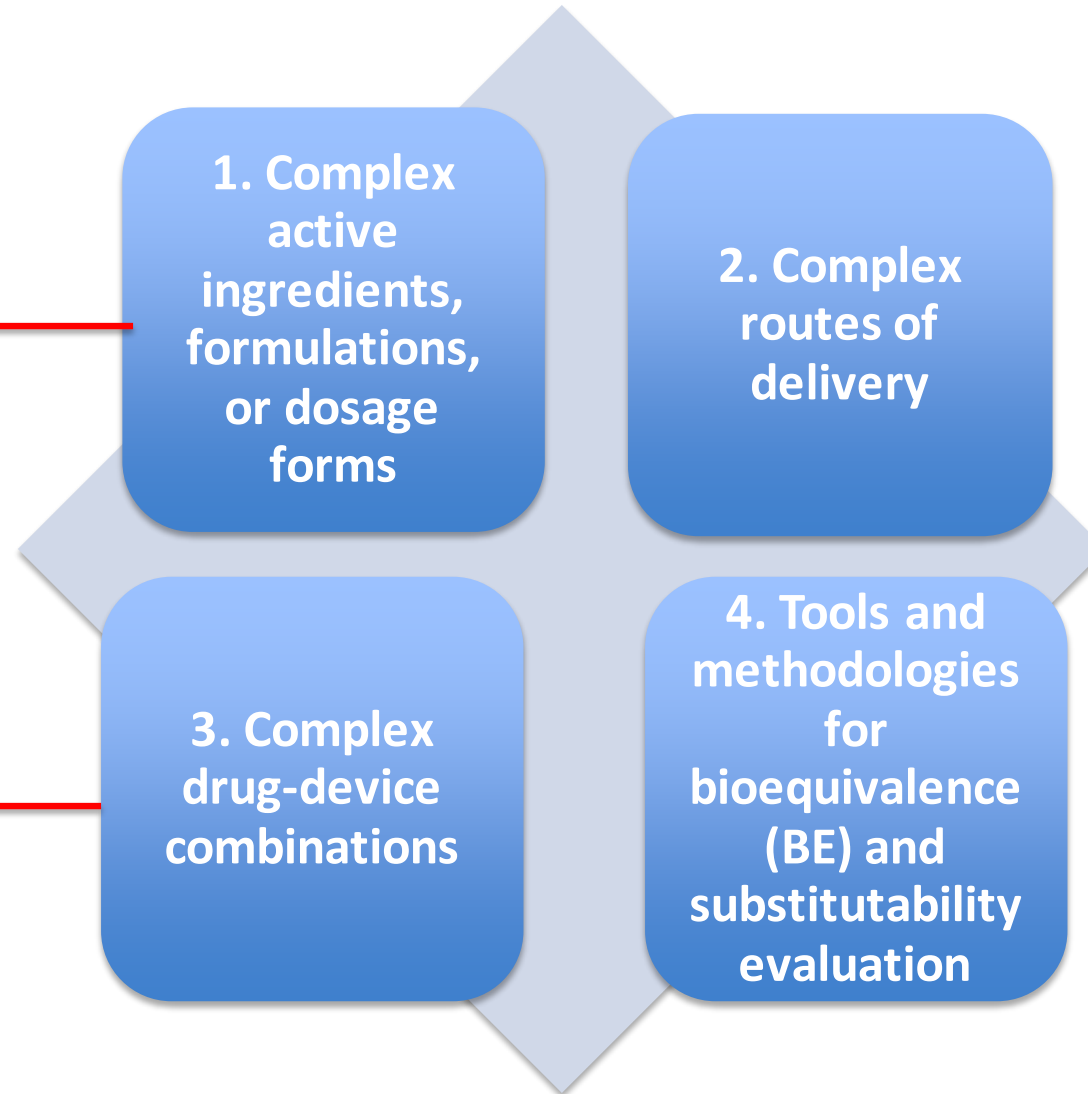 1. Complex
active
ingredients,
formulations,
or dosage
forms
2. Complex
routes of
delivery
3. Complex
drug-device
combinations
4. Tools and
methodologies
for
bioequivalence
(BE) and
substitutability
evaluation